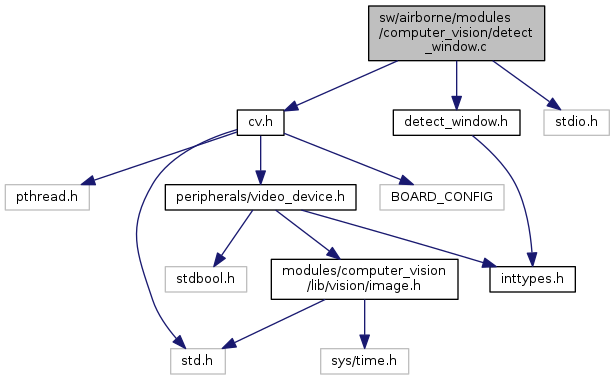 sw/airborne/modules
/computer_vision/detect
_window.c
cv.h
detect_window.h
stdio.h
pthread.h
peripherals/video_device.h
BOARD_CONFIG
stdbool.h
modules/computer_vision
/lib/vision/image.h
inttypes.h
std.h
sys/time.h